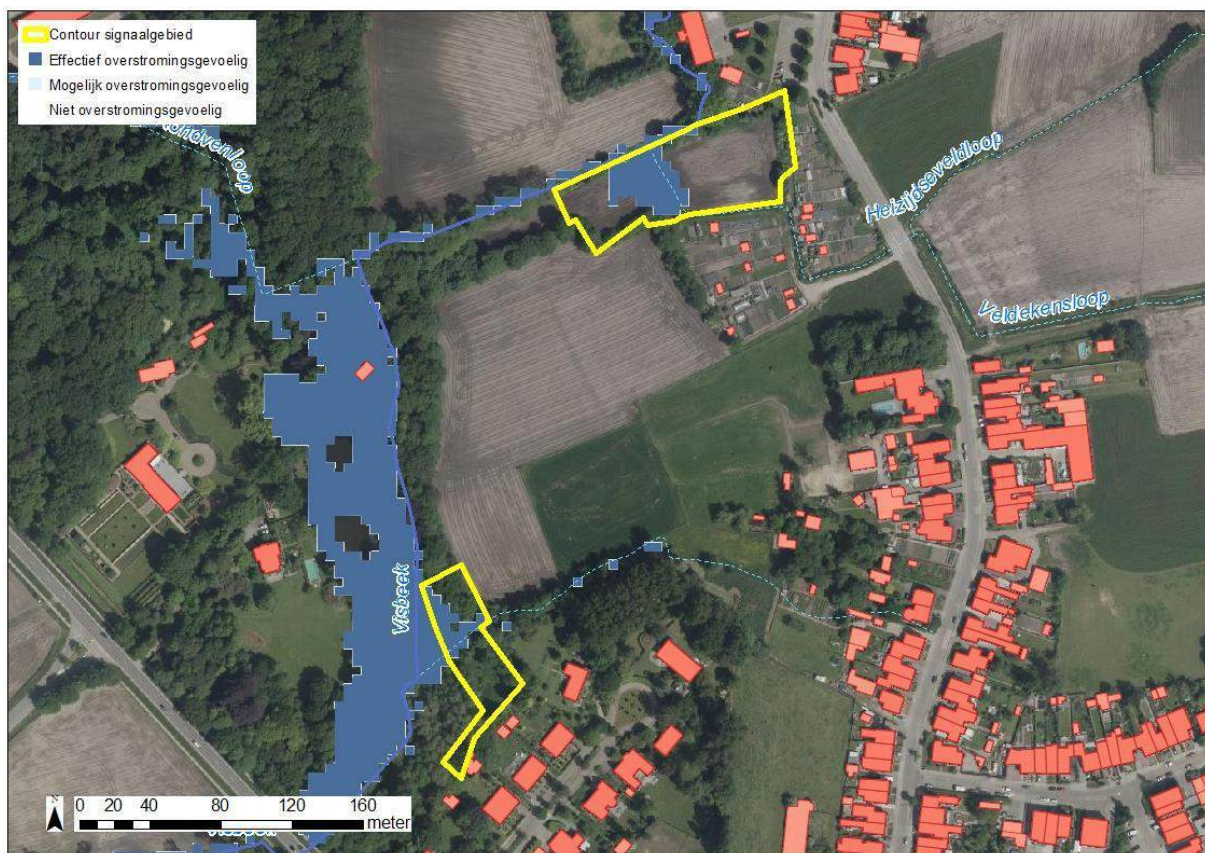 Contour signaalgebied
Effectief overstromingsgevoelig
Mogelijk overstromingsgevoelig
Niet overstromingsgevoelig
Heizijdseveldloop
Veldekensloop
Visbeek
N
0 20 40 80 120 160
meter